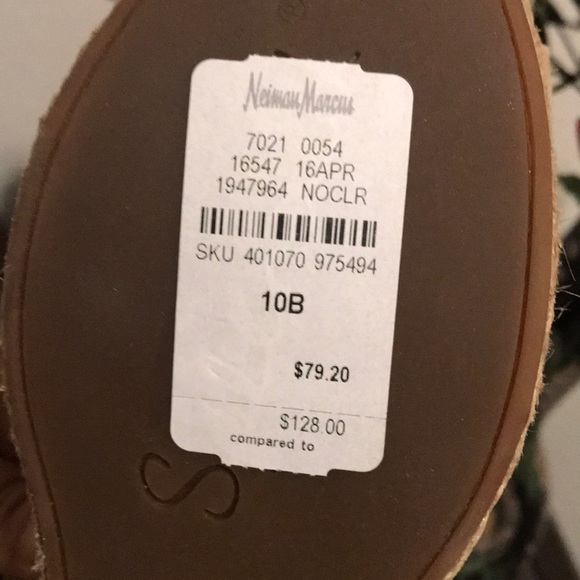 Neiman Marcus
7021 0054
16547 16APR
1947964 NOCLR
SKU 401070 975494
10B
$79.20
$128.00
compared to
S